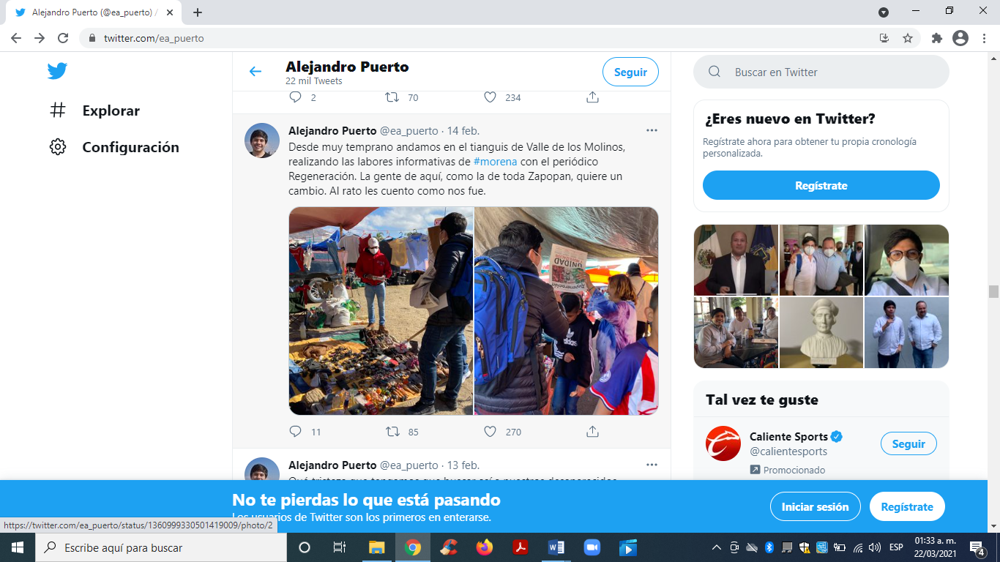 Alejandro Puerto (@ea_puerto) /
twitter.com/ea_puerto
Explorar
Configuración
Alejandro Puerto
22 mil Tweets
Seguir
2 70 234
Alejandro Puerto @ea_puerto · 14 feb.
Desde muy temprano andamos en el tianguis de Valle de los Molinos,
realizando las labores informativas de #morena con el periódico
Regeneración. La gente de aquí, como la de toda Zapopan, quiere un
cambio. Al rato les cuento como nos fue.
UNIDAD
adidas
11 85 270
Alejandro Puerto @ea_puerto · 13 feb.
Buscar en Twitter
¿Eres nuevo en Twitter?
Regístrate ahora para obtener tu propia cronología
personalizada.
Regístrate
Tal vez te guste
Caliente Sports
@calientesports
Promocionado
Seguir
No te pierdas lo que está pasando
Los usuarios de Twitter son los primeros en enterarse.
Iniciar sesión
Regístrate
https://twitter.com/ea_puerto/status/1360999330501419009/photo/2
Escribe aquí para buscar
ESP
01:33 a. m.
22/03/2021
4